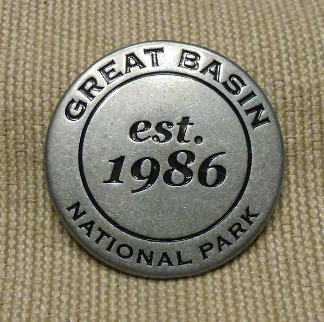 GREAT BASIN
est.
1986
NATIONAL PARK